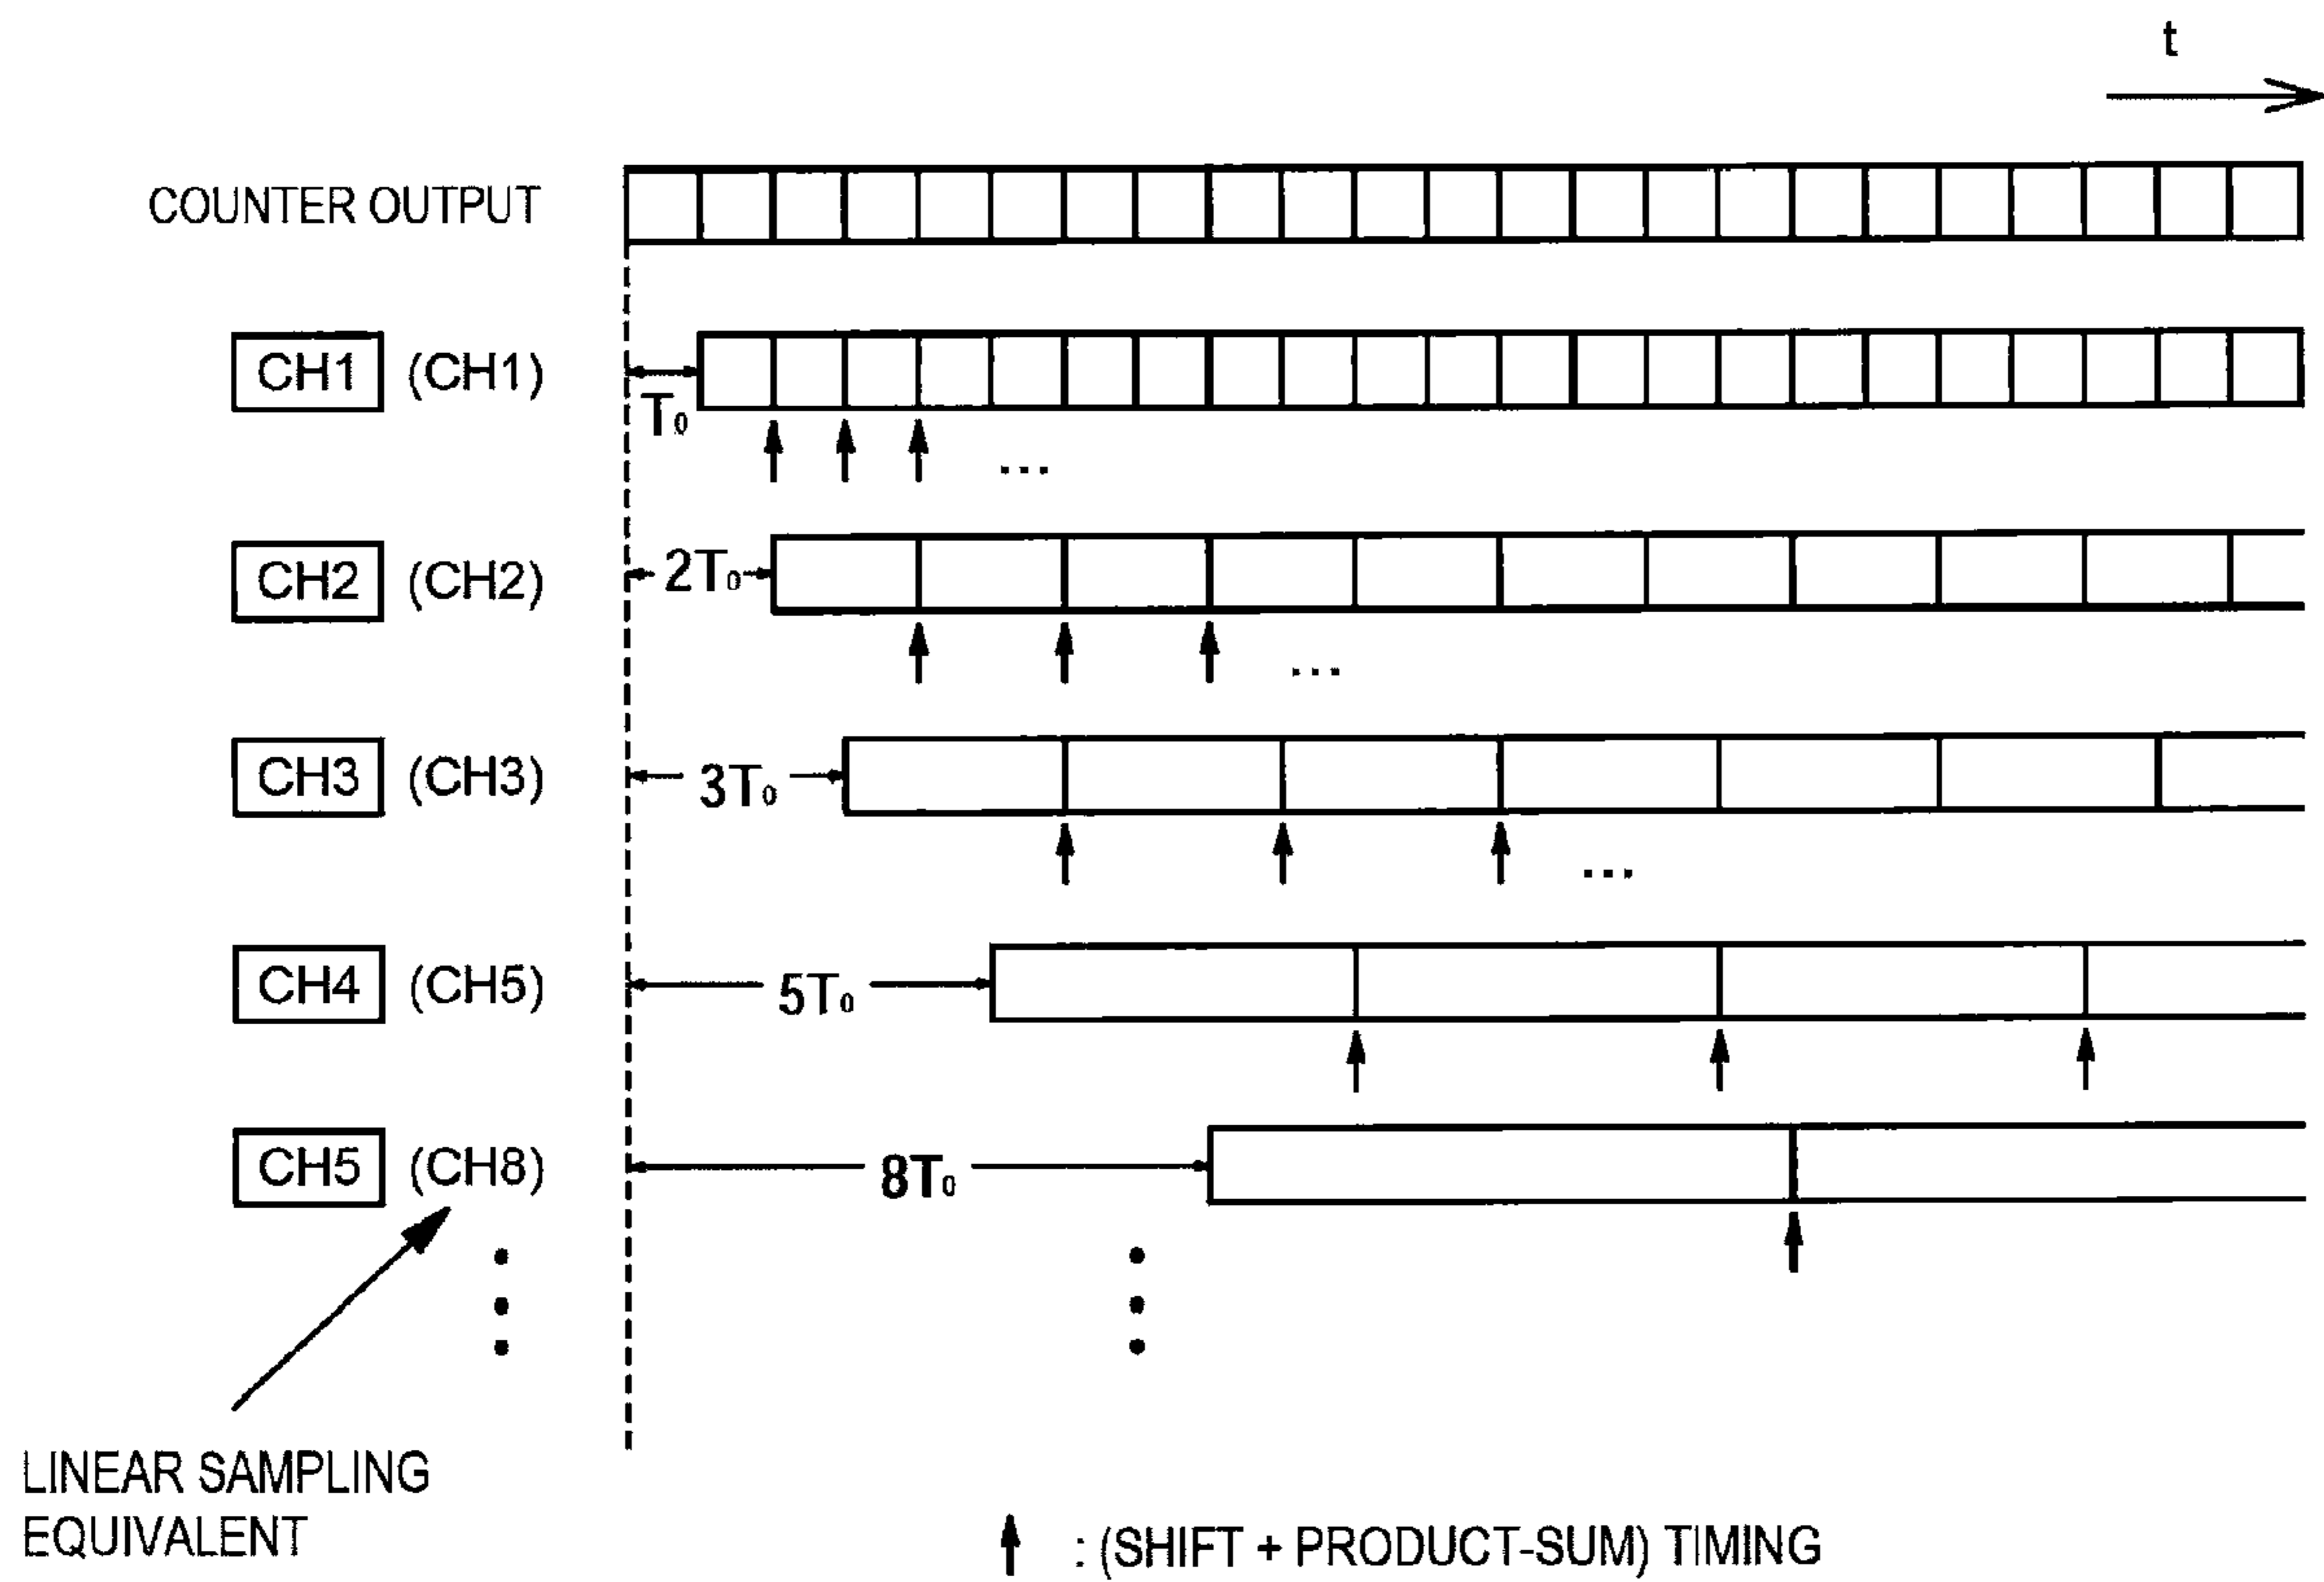 t
COUNTER OUTPUT
CH1 (CH1)
T0
...
CH2 (CH2)
2T0
...
CH3 (CH3)
3T0
...
CH4 (CH5)
5T0
CH5 (CH8)
8T0
LINEAR SAMPLING
EQUIVALENT
: (SHIFT + PRODUCT-SUM) TIMING